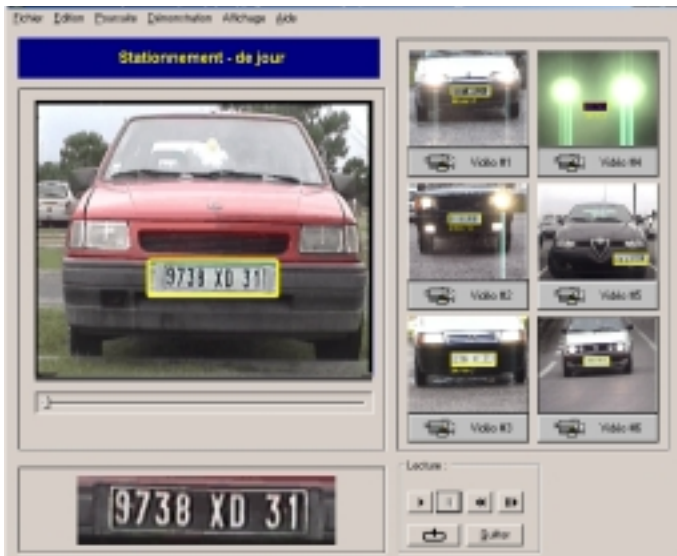 Fichier Edition Poursuite Démonstration Affichage Aide
Stationnement - de jour
9738 XD 31
Vidéo #1
Vidéo #4
Vidéo #2
Vidéo #5
Vidéo #3
Vidéo #6
Lecture :
Quitter
9738 XD 31